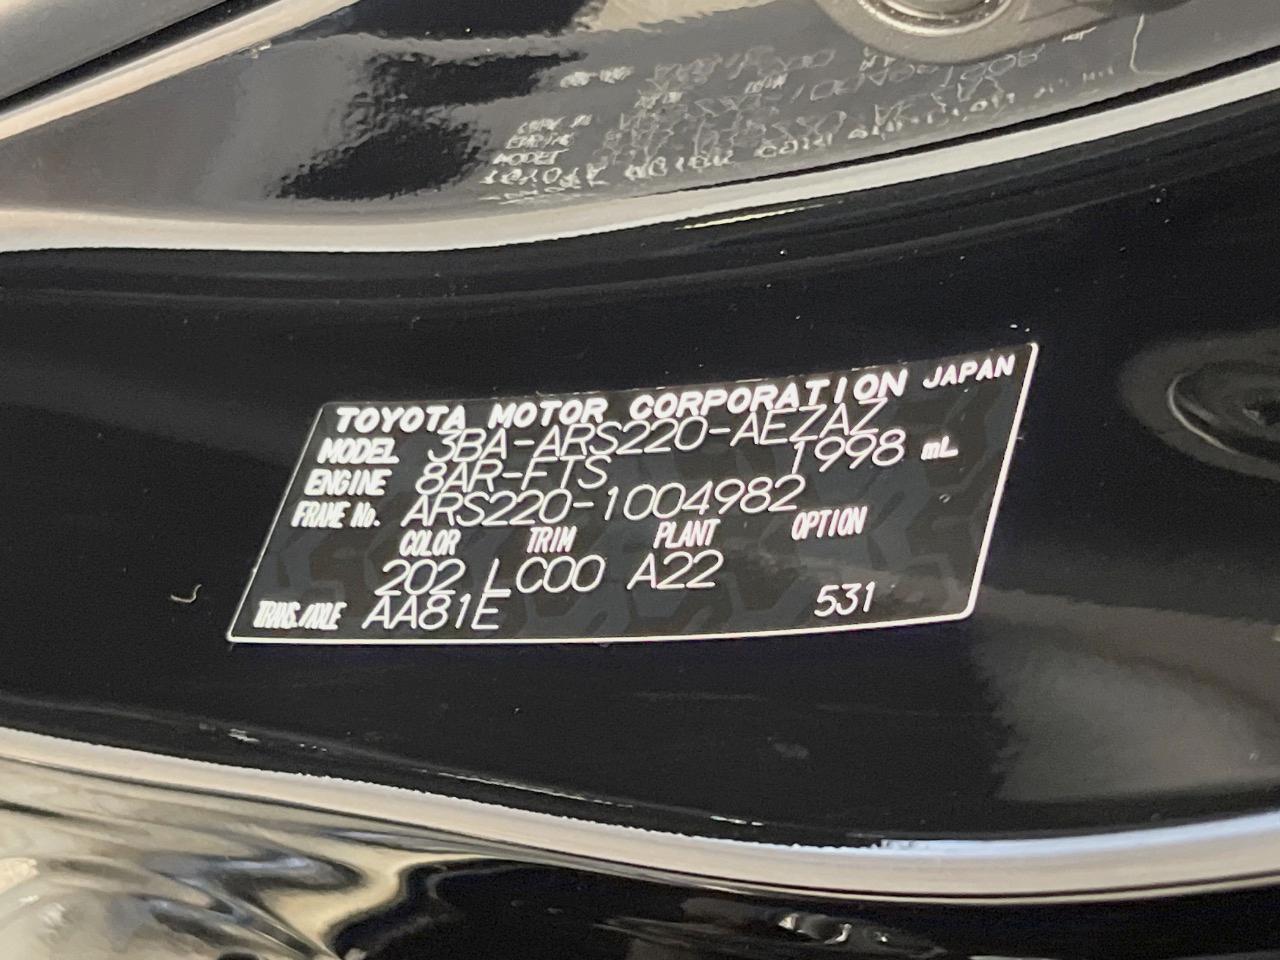 TOYOTA MOTOR CORPORATION JAPAN
MODEL 3BA-ARS220-AEZAZ
ENGINE 8AR-FTS 1998 mL
FRAME No. ARS220-1004982
COLOR TRIM PLANT OPTION
202 LC00 A22
TRANS./AXLE AA81E 531